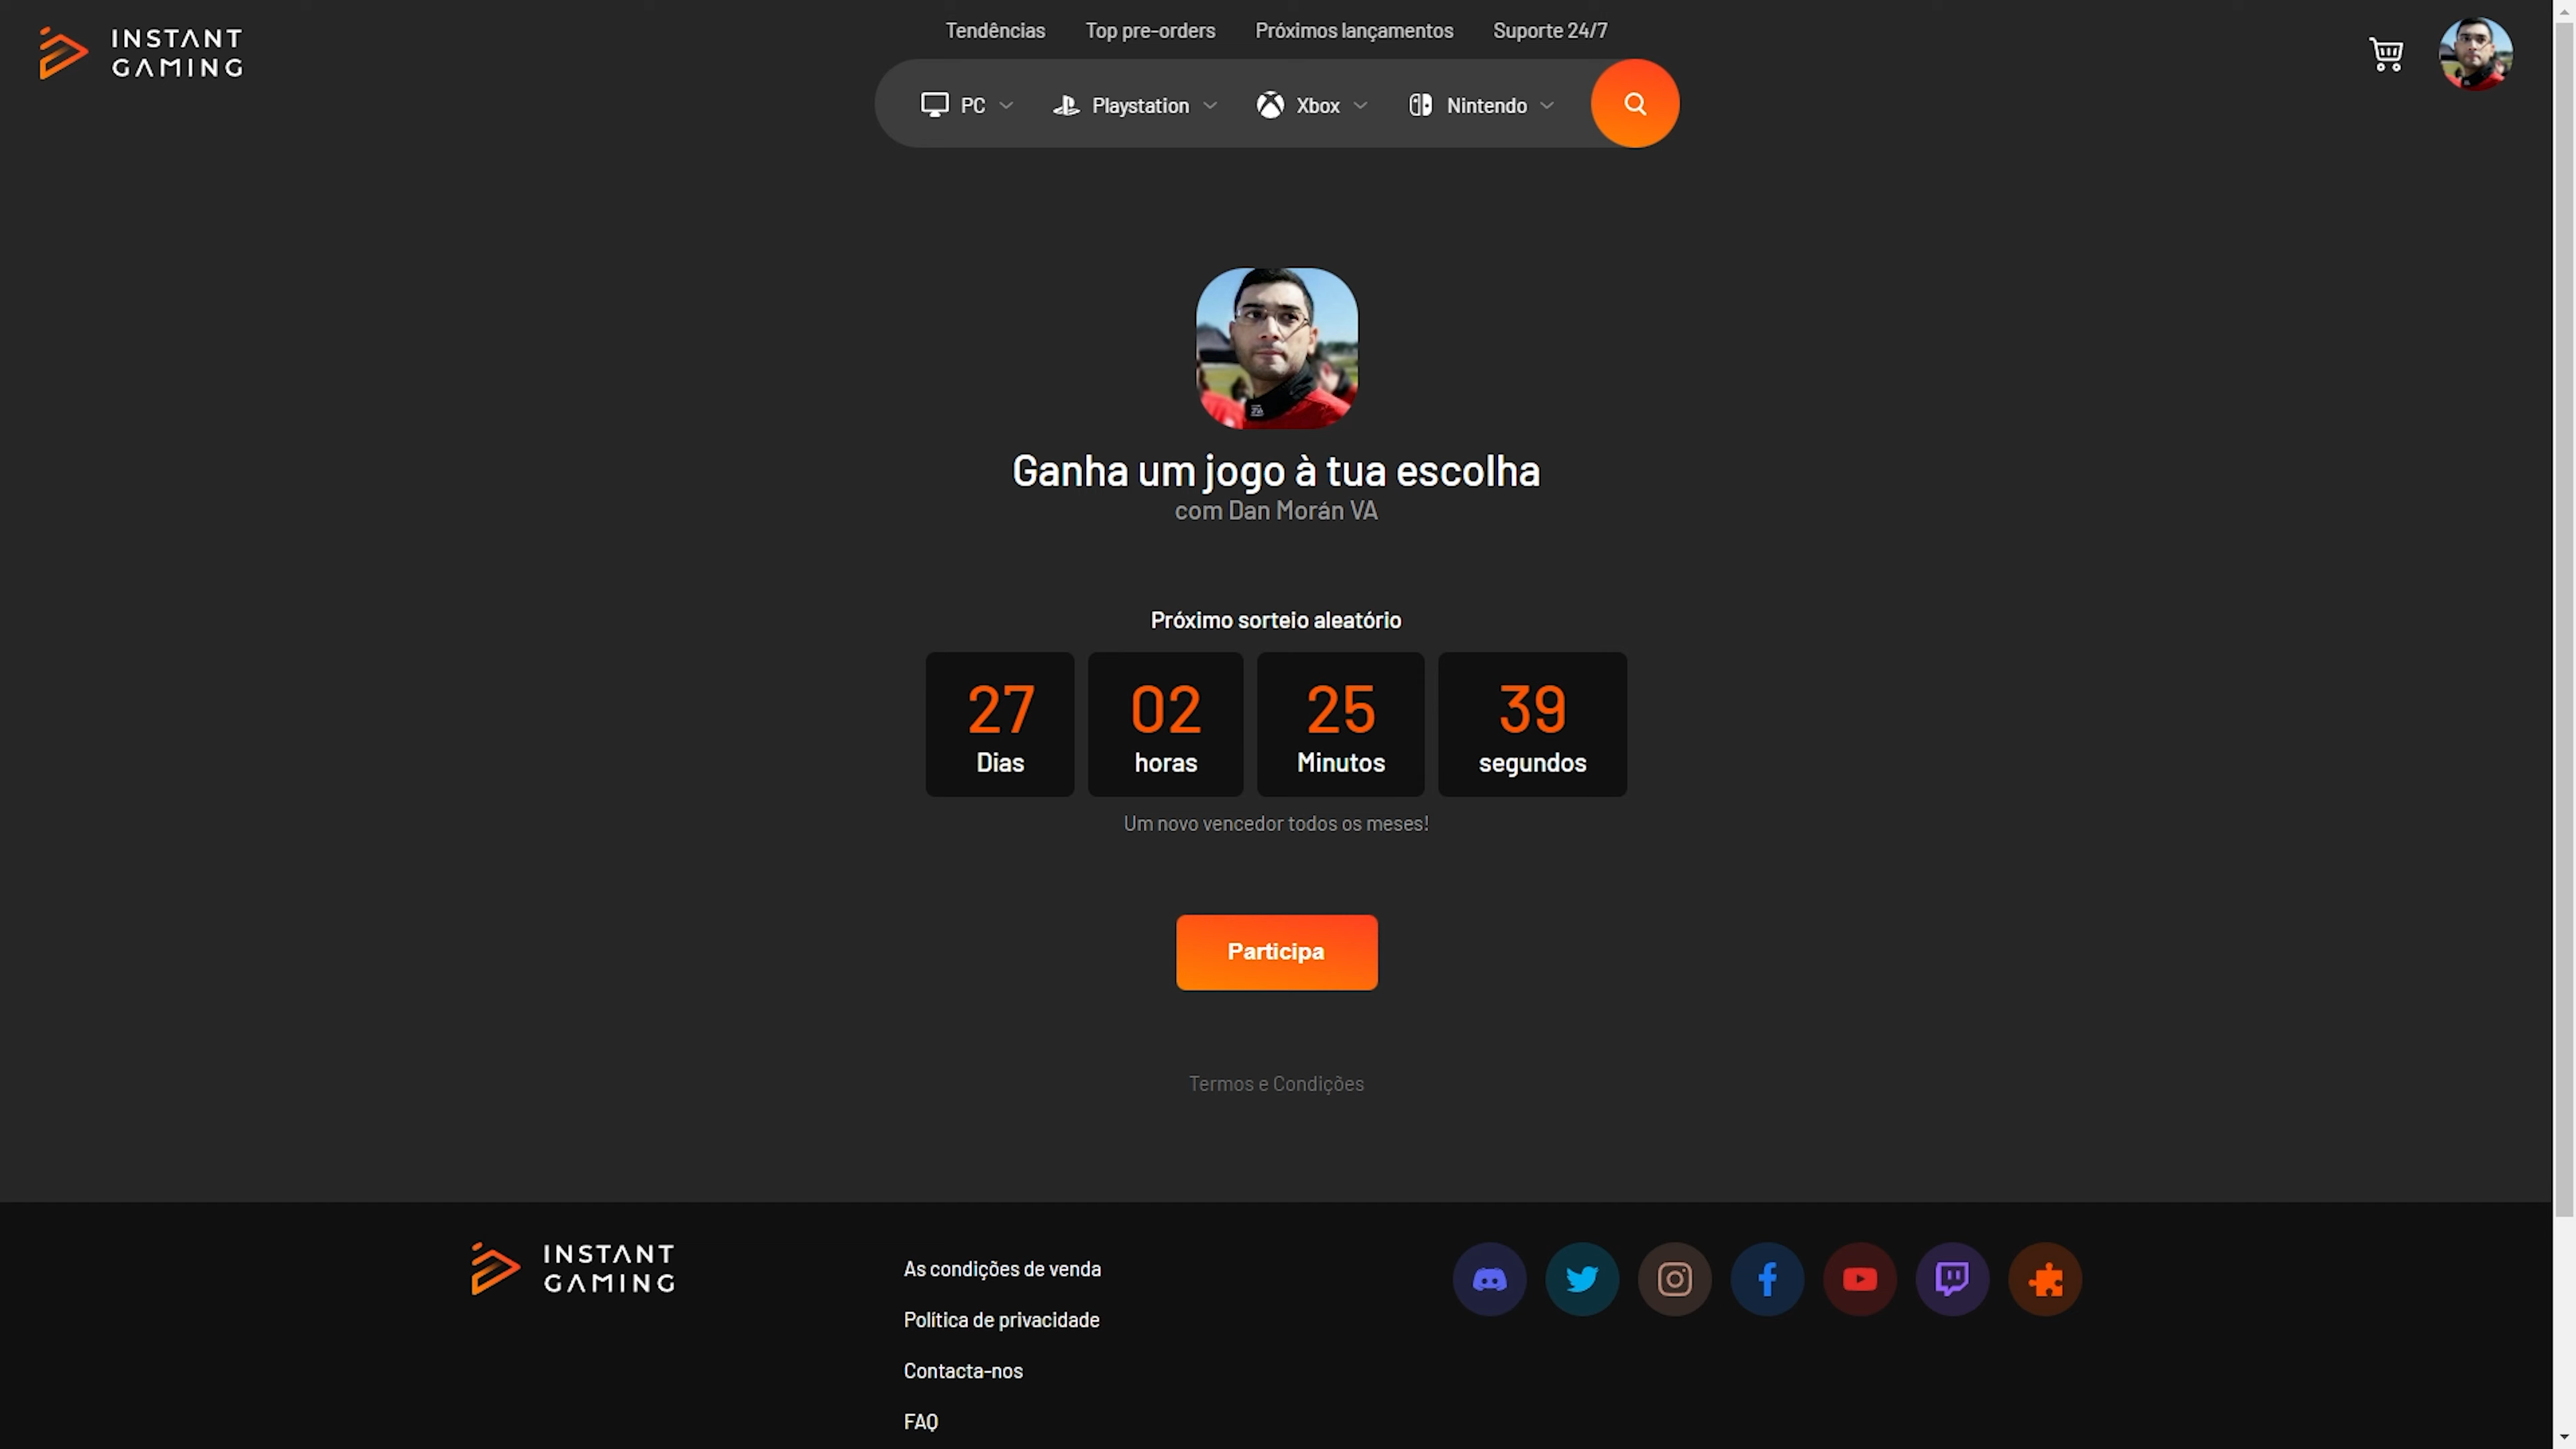 INSTANT
GAMING
Tendências Top pre-orders Próximos lançamentos Suporte 24/7
PC Playstation Xbox Nintendo
Ganha um jogo à tua escolha
com Dan Morán VA
Próximo sorteio aleatório
27 02 25 39
Dias horas Minutos segundos
Um novo vencedor todos os meses!
Participa
Termos e Condições
INSTANT
GAMING
As condições de venda
Política de privacidade
Contacta-nos
FAQ